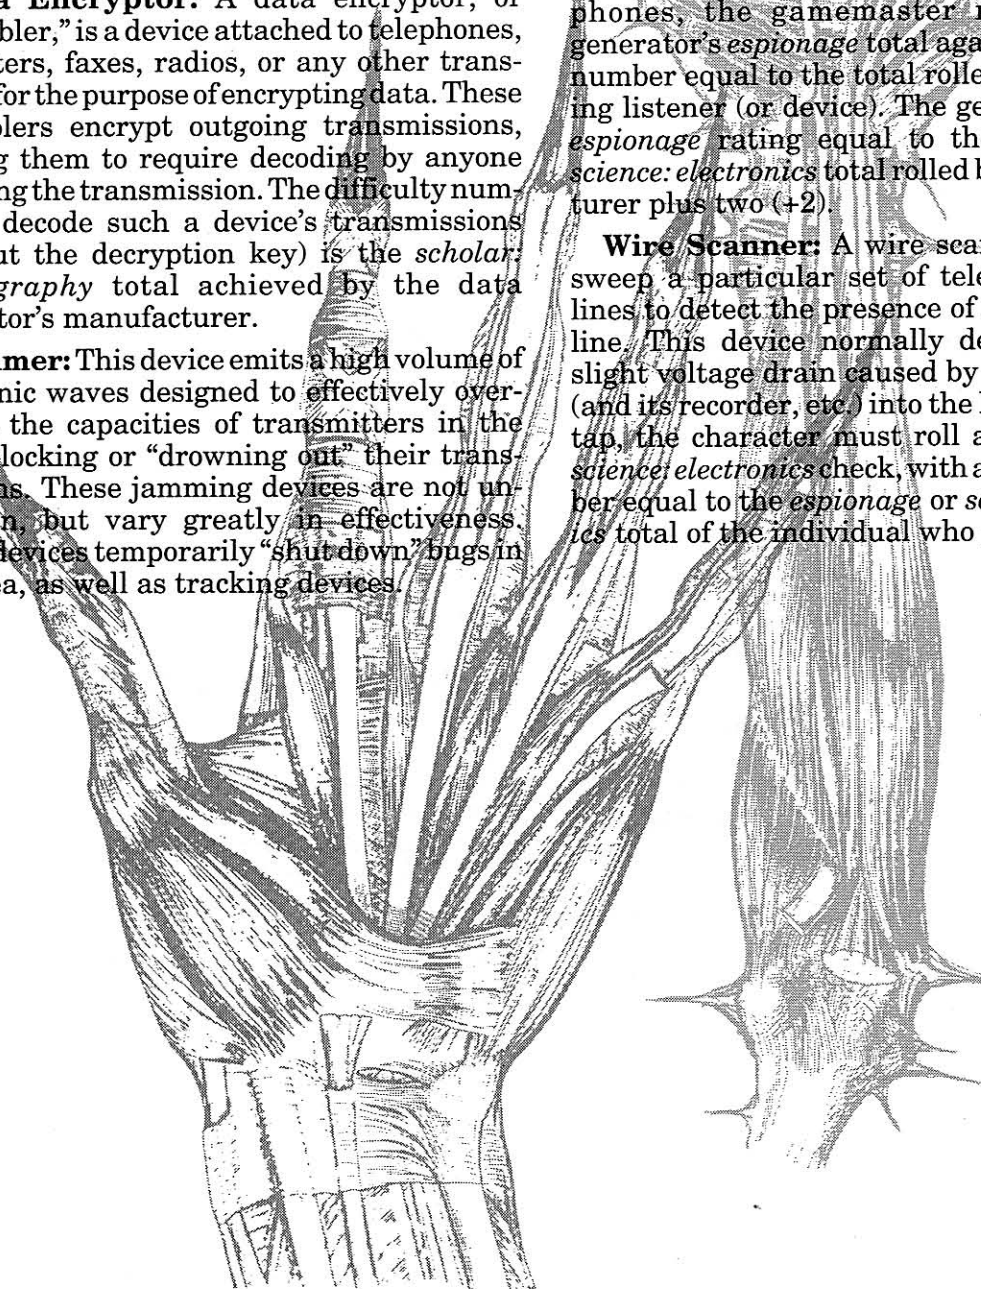 a Encryptor: A data encryptor, or
bler,” is a device attached to telephones,
ters, faxes, radios, or any other trans-
for the purpose of encrypting data. These
blers encrypt outgoing transmissions,
g them to require decoding by anyone
ng the transmission. The difficulty num-
decode such a device’s transmissions
ut the decryption key) is the scholar:
graphy total achieved by the data
tor’s manufacturer.
mer: This device emits a high volume of
nic waves designed to effectively over-
the capacities of transmitters in the
locking or “drowning out” their trans-
ns. These jamming devices are not un-
n, but vary greatly in effectiveness.
devices temporarily “shut down” bugs in
ea, as well as tracking devices.
phones, the gamemaster
generator’s espionage total aga
number equal to the total rolle
ing listener (or device). The ge
espionage rating equal to th
science: electronics total rolled b
turer plus two (+2).
Wire Scanner: A wire scan
sweep a particular set of tele
lines to detect the presence of
line. This device normally de
slight voltage drain caused by
(and its recorder, etc.) into the
tap, the character must roll a
science: electronics check, with a
ber equal to the espionage or sc
ics total of the individual who